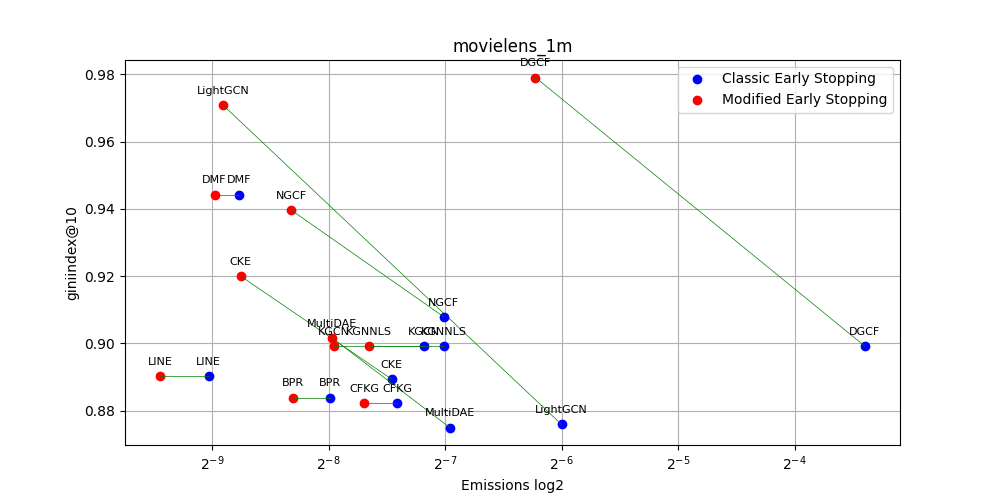 movielens_1m
DGCF
Classic Early Stopping
Modified Early Stopping
LightGCN
DMF DMF
NGCF
CKE
NGCF
MultiDAE
KGCN KGNNLS KGCN KGNNLS
DGCF
LINE LINE
CKE
BPR BPR CFKG CFKG
MultiDAE LightGCN
0.98
0.96
0.94
0.92
0.90
0.88
giniindex@10
2⁻⁹ 2⁻⁸ 2⁻⁷ 2⁻⁶ 2⁻⁵ 2⁻⁴
Emissions log2